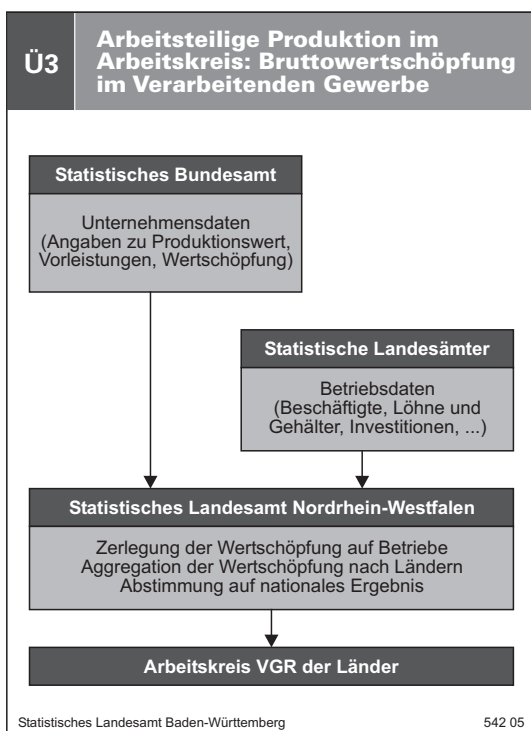 Ü3
Arbeitsteilige Produktion im
Arbeitskreis: Bruttowertschöpfung
im Verarbeitenden Gewerbe
Statistisches Bundesamt
Unternehmensdaten
(Angaben zu Produktionswert,
Vorleistungen, Wertschöpfung)
Statistische Landesämter
Betriebsdaten
(Beschäftigte, Löhne und
Gehälter, Investitionen, ...)
Statistisches Landesamt Nordrhein-Westfalen
Zerlegung der Wertschöpfung auf Betriebe
Aggregation der Wertschöpfung nach Ländern
Abstimmung auf nationales Ergebnis
Arbeitskreis VGR der Länder
Statistisches Landesamt Baden-Württemberg
542 05